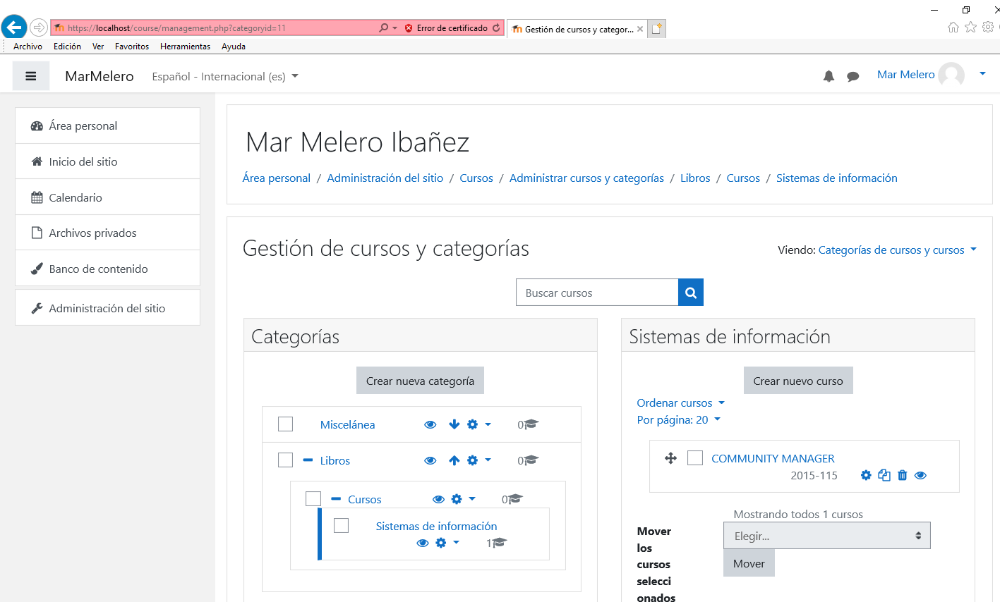 https://localhost/course/management.php?categoryid=11
Error de certificado
Gestión de cursos y categor...
Archivo Edición Ver Favoritos Herramientas Ayuda
MarMelero Español - Internacional (es)
Mar Melero
Área personal
Inicio del sitio
Calendario
Archivos privados
Banco de contenido
Administración del sitio
Mar Melero Ibañez
Área personal / Administración del sitio / Cursos / Administrar cursos y categorías / Libros / Cursos / Sistemas de información
Gestión de cursos y categorías
Viendo: Categorías de cursos y cursos
Buscar cursos
Categorías
Crear nueva categoría
Miscelánea 0
Libros 0
Cursos 0
Sistemas de información
1
Sistemas de información
Crear nuevo curso
Ordenar cursos
Por página: 20
COMMUNITY MANAGER
2015-115
Mostrando todos 1 cursos
Mover
los
cursos
selecci
onados
Elegir...
Mover